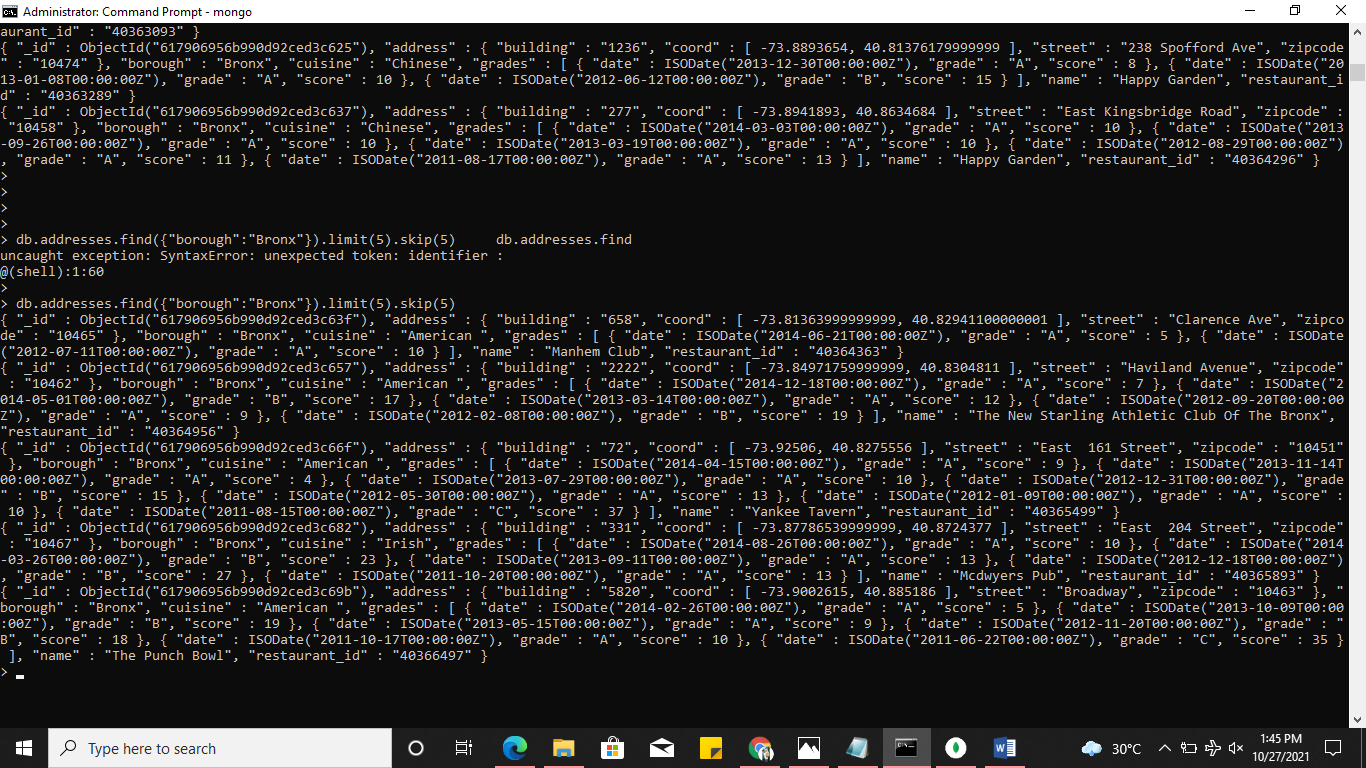 Administrator: Command Prompt - mongo
aurant_id" : "40363093" }
{ "_id" : ObjectId("617906956b990d92ced3c625"), "address" : { "building" : "1236", "coord" : [ -73.8893654, 40.81376179999999 ], "street" : "238 Spofford Ave", "zipcode"
 : "10474" }, "borough" : "Bronx", "cuisine" : "Chinese", "grades" : [ { "date" : ISODate("2013-12-30T00:00:00Z"), "grade" : "A", "score" : 8 }, { "date" : ISODate("20
13-01-08T00:00:00Z"), "grade" : "A", "score" : 10 }, { "date" : ISODate("2012-06-12T00:00:00Z"), "grade" : "B", "score" : 15 } ], "name" : "Happy Garden", "restaurant_i
d" : "40363289" }
{ "_id" : ObjectId("617906956b990d92ced3c637"), "address" : { "building" : "277", "coord" : [ -73.8941893, 40.8634684 ], "street" : "East Kingsbridge Road", "zipcode" :
 "10458" }, "borough" : "Bronx", "cuisine" : "Chinese", "grades" : [ { "date" : ISODate("2014-03-03T00:00:00Z"), "grade" : "A", "score" : 10 }, { "date" : ISODate("2013
-09-26T00:00:00Z"), "grade" : "A", "score" : 10 }, { "date" : ISODate("2013-03-19T00:00:00Z"), "grade" : "A", "score" : 10 }, { "date" : ISODate("2012-08-29T00:00:00Z")
, "grade" : "A", "score" : 11 }, { "date" : ISODate("2011-08-17T00:00:00Z"), "grade" : "A", "score" : 13 } ], "name" : "Happy Garden", "restaurant_id" : "40364296" }
>
>
>
>
> db.addresses.find({"borough":"Bronx"}).limit(5).skip(5)     db.addresses.find
uncaught exception: SyntaxError: unexpected token: identifier :
@(shell):1:60
>
> db.addresses.find({"borough":"Bronx"}).limit(5).skip(5)
{ "_id" : ObjectId("617906956b990d92ced3c63f"), "address" : { "building" : "658", "coord" : [ -73.81363999999999, 40.82941100000001 ], "street" : "Clarence Ave", "zipco
de" : "10465" }, "borough" : "Bronx", "cuisine" : "American ", "grades" : [ { "date" : ISODate("2014-06-21T00:00:00Z"), "grade" : "A", "score" : 5 }, { "date" : ISODate
("2012-07-11T00:00:00Z"), "grade" : "A", "score" : 10 } ], "name" : "Manhem Club", "restaurant_id" : "40364363" }
{ "_id" : ObjectId("617906956b990d92ced3c657"), "address" : { "building" : "2222", "coord" : [ -73.84971759999999, 40.8304811 ], "street" : "Haviland Avenue", "zipcode"
 : "10462" }, "borough" : "Bronx", "cuisine" : "American ", "grades" : [ { "date" : ISODate("2014-12-18T00:00:00Z"), "grade" : "A", "score" : 7 }, { "date" : ISODate("2
014-05-01T00:00:00Z"), "grade" : "B", "score" : 17 }, { "date" : ISODate("2013-03-14T00:00:00Z"), "grade" : "A", "score" : 12 }, { "date" : ISODate("2012-09-20T00:00:00
Z"), "grade" : "A", "score" : 9 }, { "date" : ISODate("2012-02-08T00:00:00Z"), "grade" : "B", "score" : 19 } ], "name" : "The New Starling Athletic Club Of The Bronx",
"restaurant_id" : "40364956" }
{ "_id" : ObjectId("617906956b990d92ced3c66f"), "address" : { "building" : "72", "coord" : [ -73.92506, 40.8275556 ], "street" : "East  161 Street", "zipcode" : "10451"
 }, "borough" : "Bronx", "cuisine" : "American ", "grades" : [ { "date" : ISODate("2014-04-15T00:00:00Z"), "grade" : "A", "score" : 9 }, { "date" : ISODate("2013-11-14T
00:00:00Z"), "grade" : "A", "score" : 4 }, { "date" : ISODate("2013-07-29T00:00:00Z"), "grade" : "A", "score" : 10 }, { "date" : ISODate("2012-12-31T00:00:00Z"), "grade
" : "B", "score" : 15 }, { "date" : ISODate("2012-05-30T00:00:00Z"), "grade" : "A", "score" : 13 }, { "date" : ISODate("2012-01-09T00:00:00Z"), "grade" : "A", "score" :
 10 }, { "date" : ISODate("2011-08-15T00:00:00Z"), "grade" : "C", "score" : 37 } ], "name" : "Yankee Tavern", "restaurant_id" : "40365499" }
{ "_id" : ObjectId("617906956b990d92ced3c682"), "address" : { "building" : "331", "coord" : [ -73.87786539999999, 40.8724377 ], "street" : "East  204 Street", "zipcode"
 : "10467" }, "borough" : "Bronx", "cuisine" : "Irish", "grades" : [ { "date" : ISODate("2014-08-26T00:00:00Z"), "grade" : "A", "score" : 10 }, { "date" : ISODate("2014
-03-26T00:00:00Z"), "grade" : "B", "score" : 23 }, { "date" : ISODate("2013-09-11T00:00:00Z"), "grade" : "A", "score" : 13 }, { "date" : ISODate("2012-12-18T00:00:00Z")
, "grade" : "B", "score" : 27 }, { "date" : ISODate("2011-10-20T00:00:00Z"), "grade" : "A", "score" : 13 } ], "name" : "Mcdwyers Pub", "restaurant_id" : "40365893" }
{ "_id" : ObjectId("617906956b990d92ced3c69b"), "address" : { "building" : "5820", "coord" : [ -73.9002615, 40.885186 ], "street" : "Broadway", "zipcode" : "10463" }, "
borough" : "Bronx", "cuisine" : "American ", "grades" : [ { "date" : ISODate("2014-02-26T00:00:00Z"), "grade" : "A", "score" : 5 }, { "date" : ISODate("2013-10-09T00:00
:00Z"), "grade" : "B", "score" : 19 }, { "date" : ISODate("2013-05-15T00:00:00Z"), "grade" : "A", "score" : 9 }, { "date" : ISODate("2012-11-20T00:00:00Z"), "grade" : "
B", "score" : 18 }, { "date" : ISODate("2011-10-17T00:00:00Z"), "grade" : "A", "score" : 10 }, { "date" : ISODate("2011-06-22T00:00:00Z"), "grade" : "C", "score" : 35 }
 ], "name" : "The Punch Bowl", "restaurant_id" : "40366497" }
>
Type here to search
30°C
1:45 PM
10/27/2021